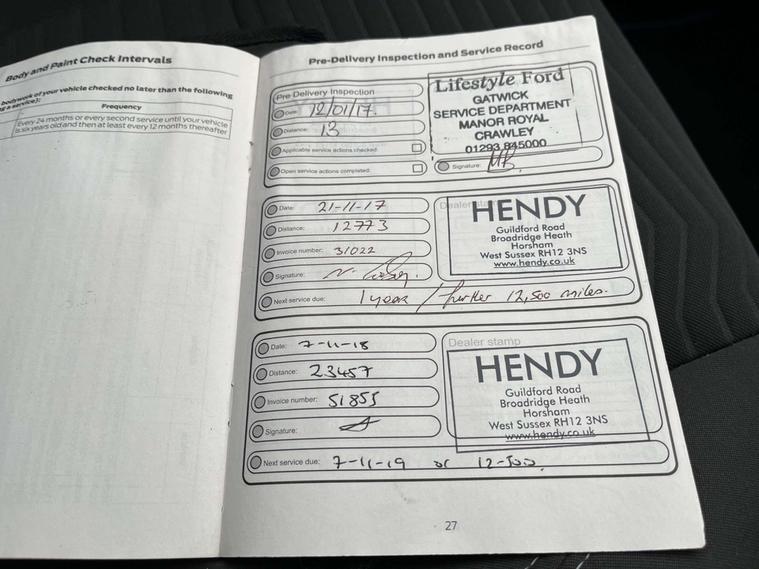 Body and Paint Check Intervals
bodywork of your vehicle checked no later than the following
g a service):
Frequency
Every 24 months or every second service until your vehicle
is six years old and then at least every 12 months thereafter
Pre-Delivery Inspection and Service Record
Pre Delivery Inspection
Date: 12/01/17.
Distance: 13
Applicable service actions checked:
Open service actions completed:
Lifestyle Ford
GATWICK
SERVICE DEPARTMENT
MANOR ROYAL
CRAWLEY
01293 845000
Signature:
Date: 21-11-17
Distance: 12773
Invoice number: 31022
Signature:
Next service due: 1 year / further 12,500 miles.
Dealer
HENDY
Guildford Road
Broadridge Heath
Horsham
West Sussex RH12 3NS
www.hendy.co.uk
Date: 7-11-18
Distance: 23457
Invoice number: 51855
Signature:
Next service due: 7-11-19 or 12-500.
Dealer stamp
HENDY
Guildford Road
Broadridge Heath
Horsham
West Sussex RH12 3NS
www.hendy.co.uk
27